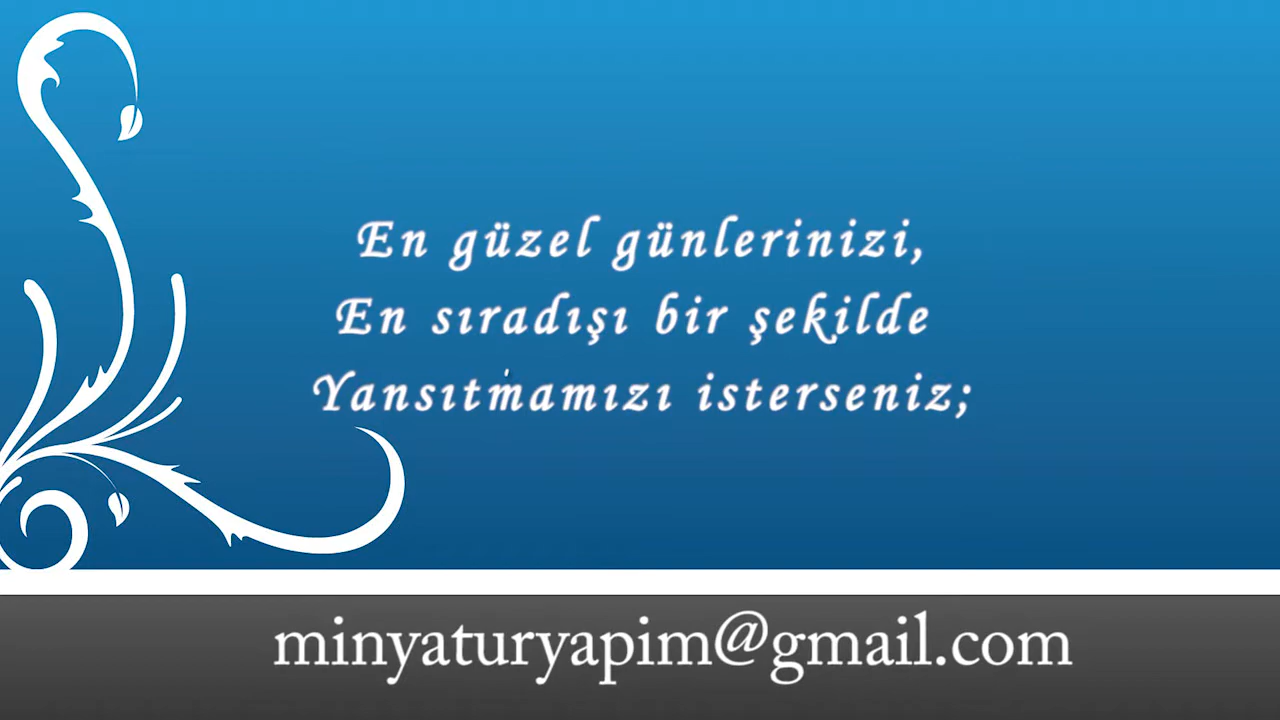 En güzel günlerinizi,
En sıradışı bir şekilde
Yansıtmamızı isterseniz;
minyaturyapim@gmail.com